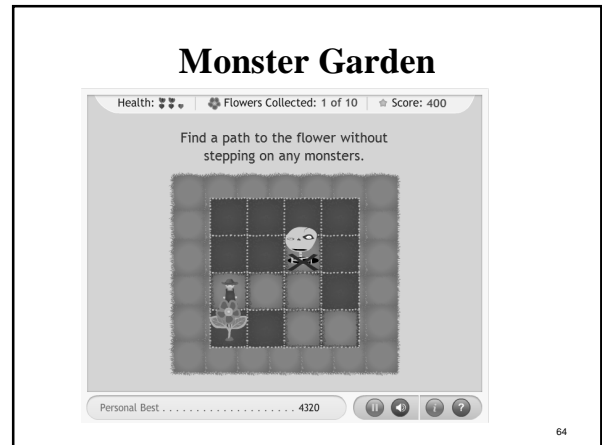 Monster Garden
Health: Flowers Collected: 1 of 10 Score: 400
Find a path to the flower without
stepping on any monsters.
Personal Best . . . . . . . . . . . . . . . . . . . . . 4320
i ?
64